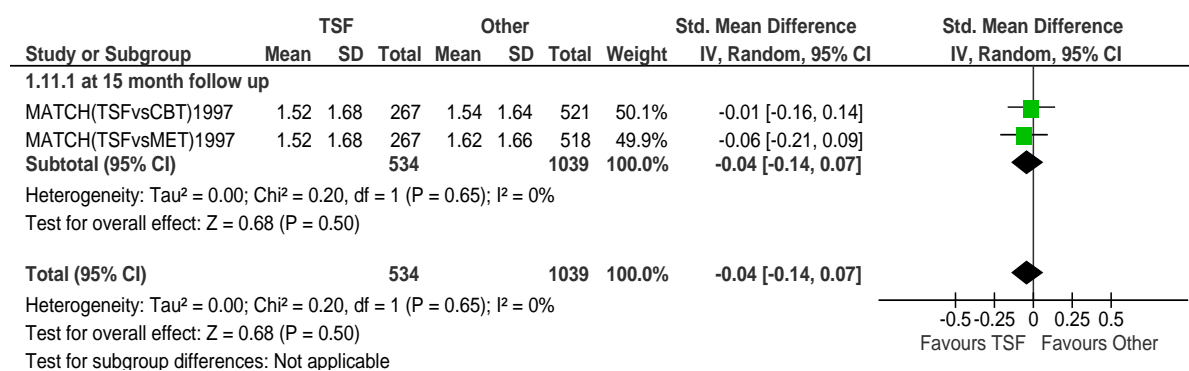 TSF Other Std. Mean Difference Std. Mean Difference
Study or Subgroup Mean SD Total Mean SD Total Weight IV, Random, 95% CI IV, Random, 95% CI
1.11.1 at 15 month follow up
MATCH(TSFvsCBT)1997 1.52 1.68 267 1.54 1.64 521 50.1% -0.01 [-0.16, 0.14]
MATCH(TSFvsMET)1997 1.52 1.68 267 1.62 1.66 518 49.9% -0.06 [-0.21, 0.09]
Subtotal (95% CI) 534 1039 100.0% -0.04 [-0.14, 0.07]
Heterogeneity: Tau² = 0.00; Chi² = 0.20, df = 1 (P = 0.65); I² = 0%
Test for overall effect: Z = 0.68 (P = 0.50)
Total (95% CI) 534 1039 100.0% -0.04 [-0.14, 0.07]
Heterogeneity: Tau² = 0.00; Chi² = 0.20, df = 1 (P = 0.65); I² = 0%
Test for overall effect: Z = 0.68 (P = 0.50)
Test for subgroup differences: Not applicable
-0.5 -0.25 0 0.25 0.5
Favours TSF Favours Other